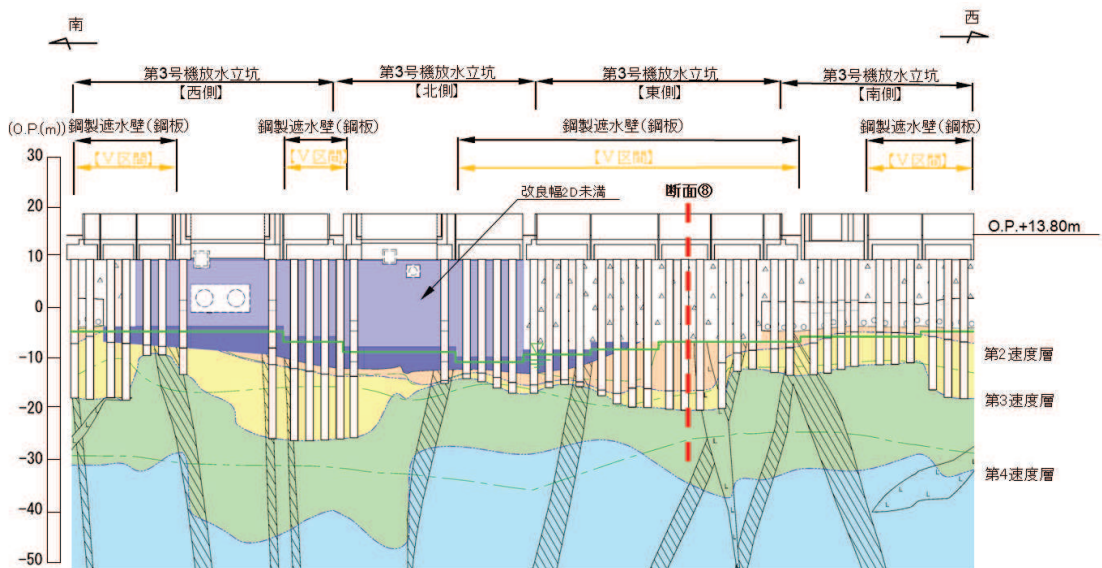 南
西
第3号機放水立坑
【西側】
第3号機放水立坑
【北側】
第3号機放水立坑
【東側】
第3号機放水立坑
【南側】
(O.P.(m))
鋼製遮水壁(鋼板)
鋼製遮水壁(鋼板)
鋼製遮水壁(鋼板)
鋼製遮水壁(鋼板)
【Ⅴ区間】
【Ⅴ区間】
【Ⅴ区間】
【Ⅴ区間】
改良幅2D未満
断面⑧
O.P.+13.80m
30
20
10
0
-10
-20
-30
-40
-50
第2速度層
第3速度層
第4速度層